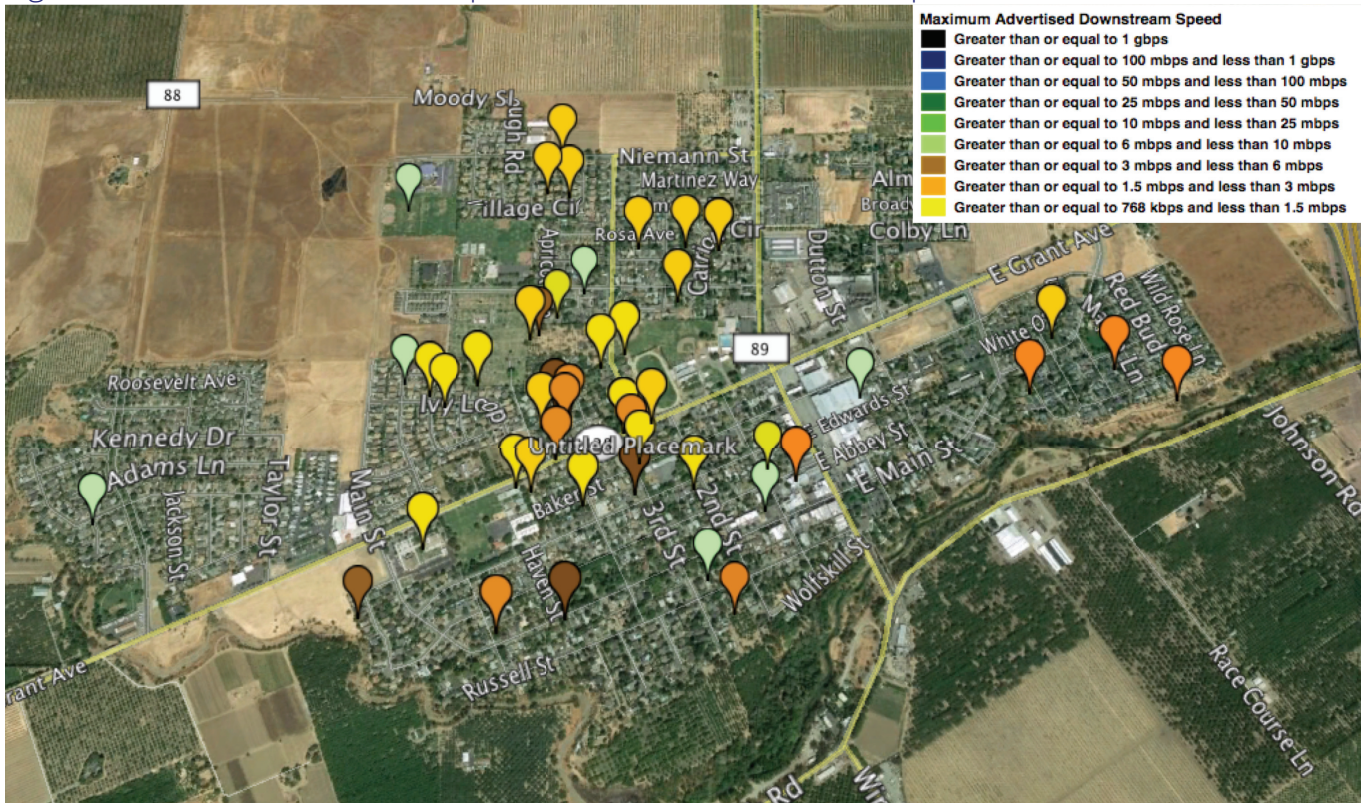 Maximum Advertised Downstream Speed
Greater than or equal to 1 gbps
Greater than or equal to 100 mbps and less than 1 gbps
Greater than or equal to 50 mbps and less than 100 mbps
Greater than or equal to 25 mbps and less than 50 mbps
Greater than or equal to 10 mbps and less than 25 mbps
Greater than or equal to 6 mbps and less than 10 mbps
Greater than or equal to 3 mbps and less than 6 mbps
Greater than or equal to 1.5 mbps and less than 3 mbps
Greater than or equal to 768 kbps and less than 1.5 mbps
88
Moody Sl
Niemann St
Martinez Way
Rosa Ave
Cir
Colby Ln
Dutton St
E Grant Ave
White
Red Bud
Ln
Wild Rose Ln
89
Roosevelt Ave
Kennedy Dr
Adams Ln
Jackson St
Taylor St
Main St
Untitled Placemark
E Edwards St
E Abbey St
E Main St
Baker St
3rd St
2nd St
Haven St
Wolfskill St
Russell St
Johnson Rd
Race Course Ln
Rd